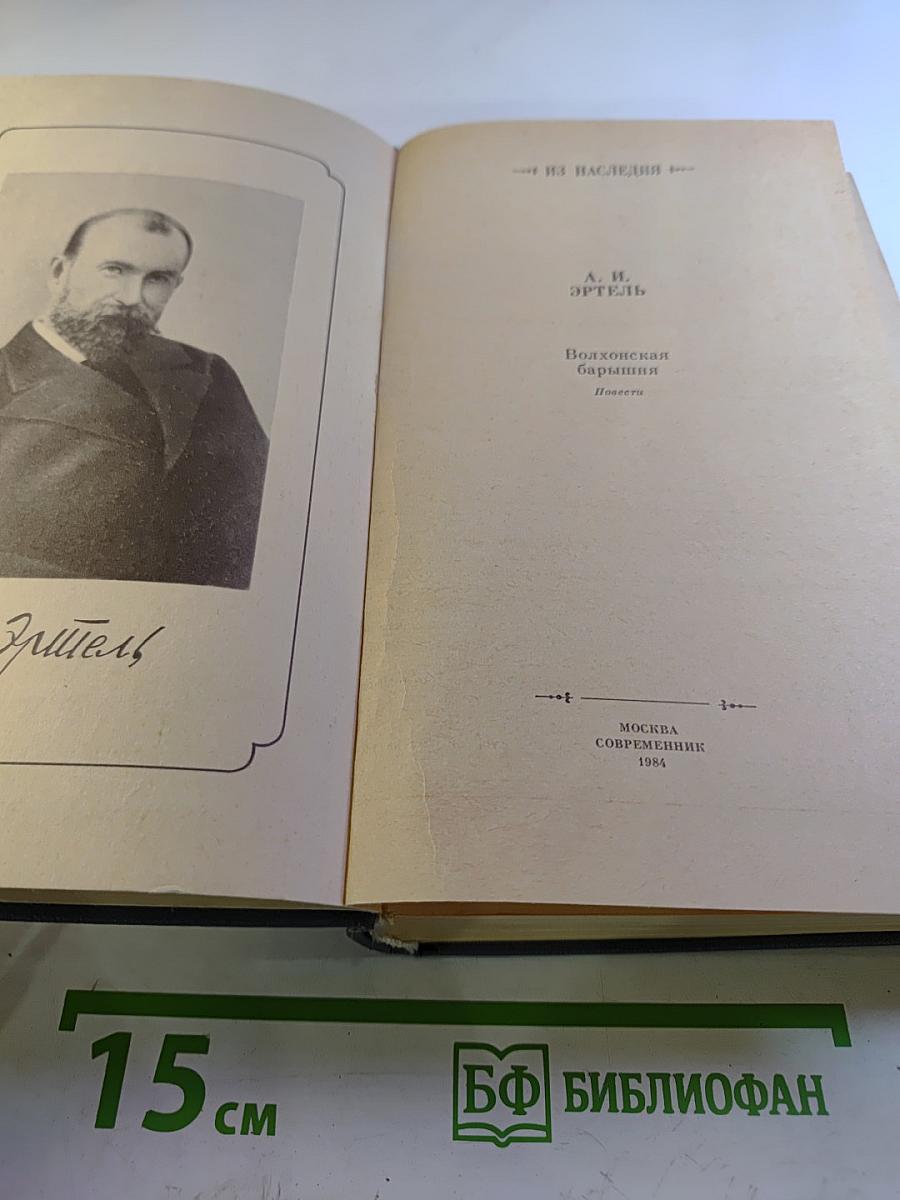 ИЗ НАСЛЕДИЯ
А. И.
ЭРТЕЛЬ
Волхонская
барышня
Повести
Эртель
МОСКВА
СОВРЕМЕННИК
1984
15 см
БФ БИБЛИОФАН